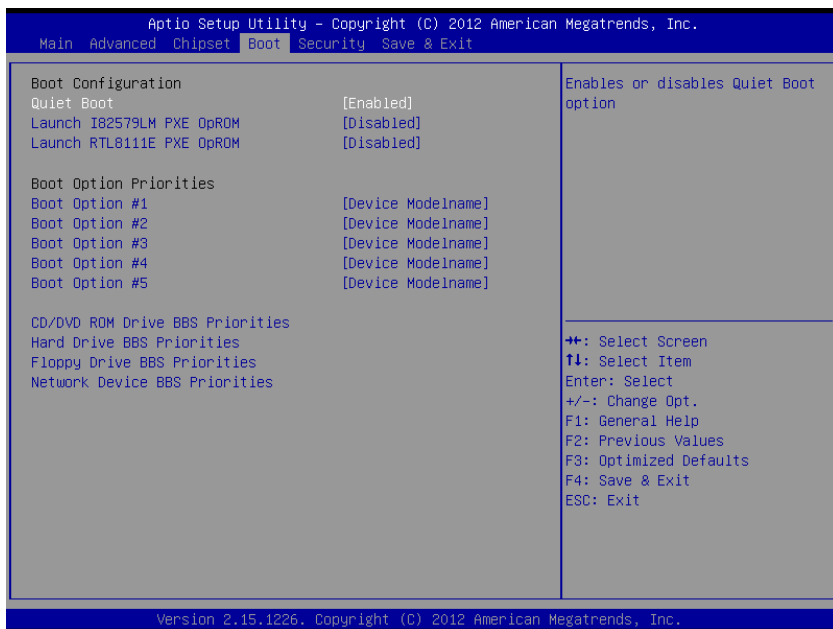 Aptio Setup Utility – Copyright (C) 2012 American Megatrends, Inc.
Main Advanced Chipset Boot Security Save & Exit
Boot Configuration
Quiet Boot [Enabled]
Launch I82579LM PXE OpROM [Disabled]
Launch RTL8111E PXE OpROM [Disabled]
Boot Option Priorities
Boot Option #1 [Device Modelname]
Boot Option #2 [Device Modelname]
Boot Option #3 [Device Modelname]
Boot Option #4 [Device Modelname]
Boot Option #5 [Device Modelname]
CD/DVD ROM Drive BBS Priorities
Hard Drive BBS Priorities
Floppy Drive BBS Priorities
Network Device BBS Priorities
Enables or disables Quiet Boot
option
→←: Select Screen
↑↓: Select Item
Enter: Select
+/-: Change Opt.
F1: General Help
F2: Previous Values
F3: Optimized Defaults
F4: Save & Exit
ESC: Exit
Version 2.15.1226. Copyright (C) 2012 American Megatrends, Inc.